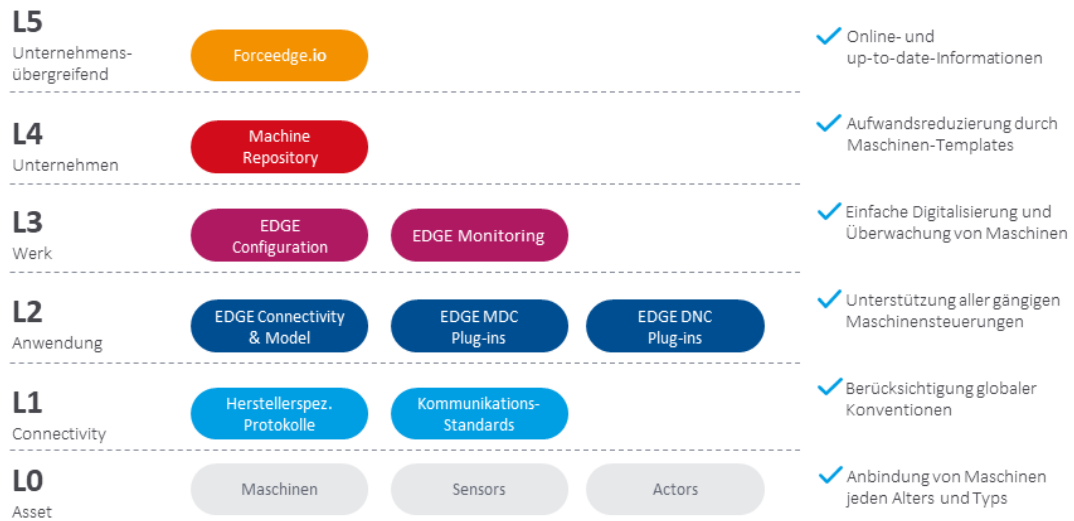 L5
Unternehmens-
übergreifend
Forceedge.io
Online- und
up-to-date-Informationen
L4
Unternehmen
Machine
Repository
Aufwandsreduzierung durch
Maschinen-Templates
L3
Werk
EDGE
Configuration
EDGE Monitoring
Einfache Digitalisierung und
Überwachung von Maschinen
L2
Anwendung
EDGE Connectivity
& Model
EDGE MDC
Plug-ins
EDGE DNC
Plug-ins
Unterstützung aller gängigen
Maschinensteuerungen
L1
Connectivity
Herstellerspez.
Protokolle
Kommunikations-
Standards
Berücksichtigung globaler
Konventionen
L0
Asset
Maschinen
Sensors
Actors
Anbindung von Maschinen
jeden Alters und Typs